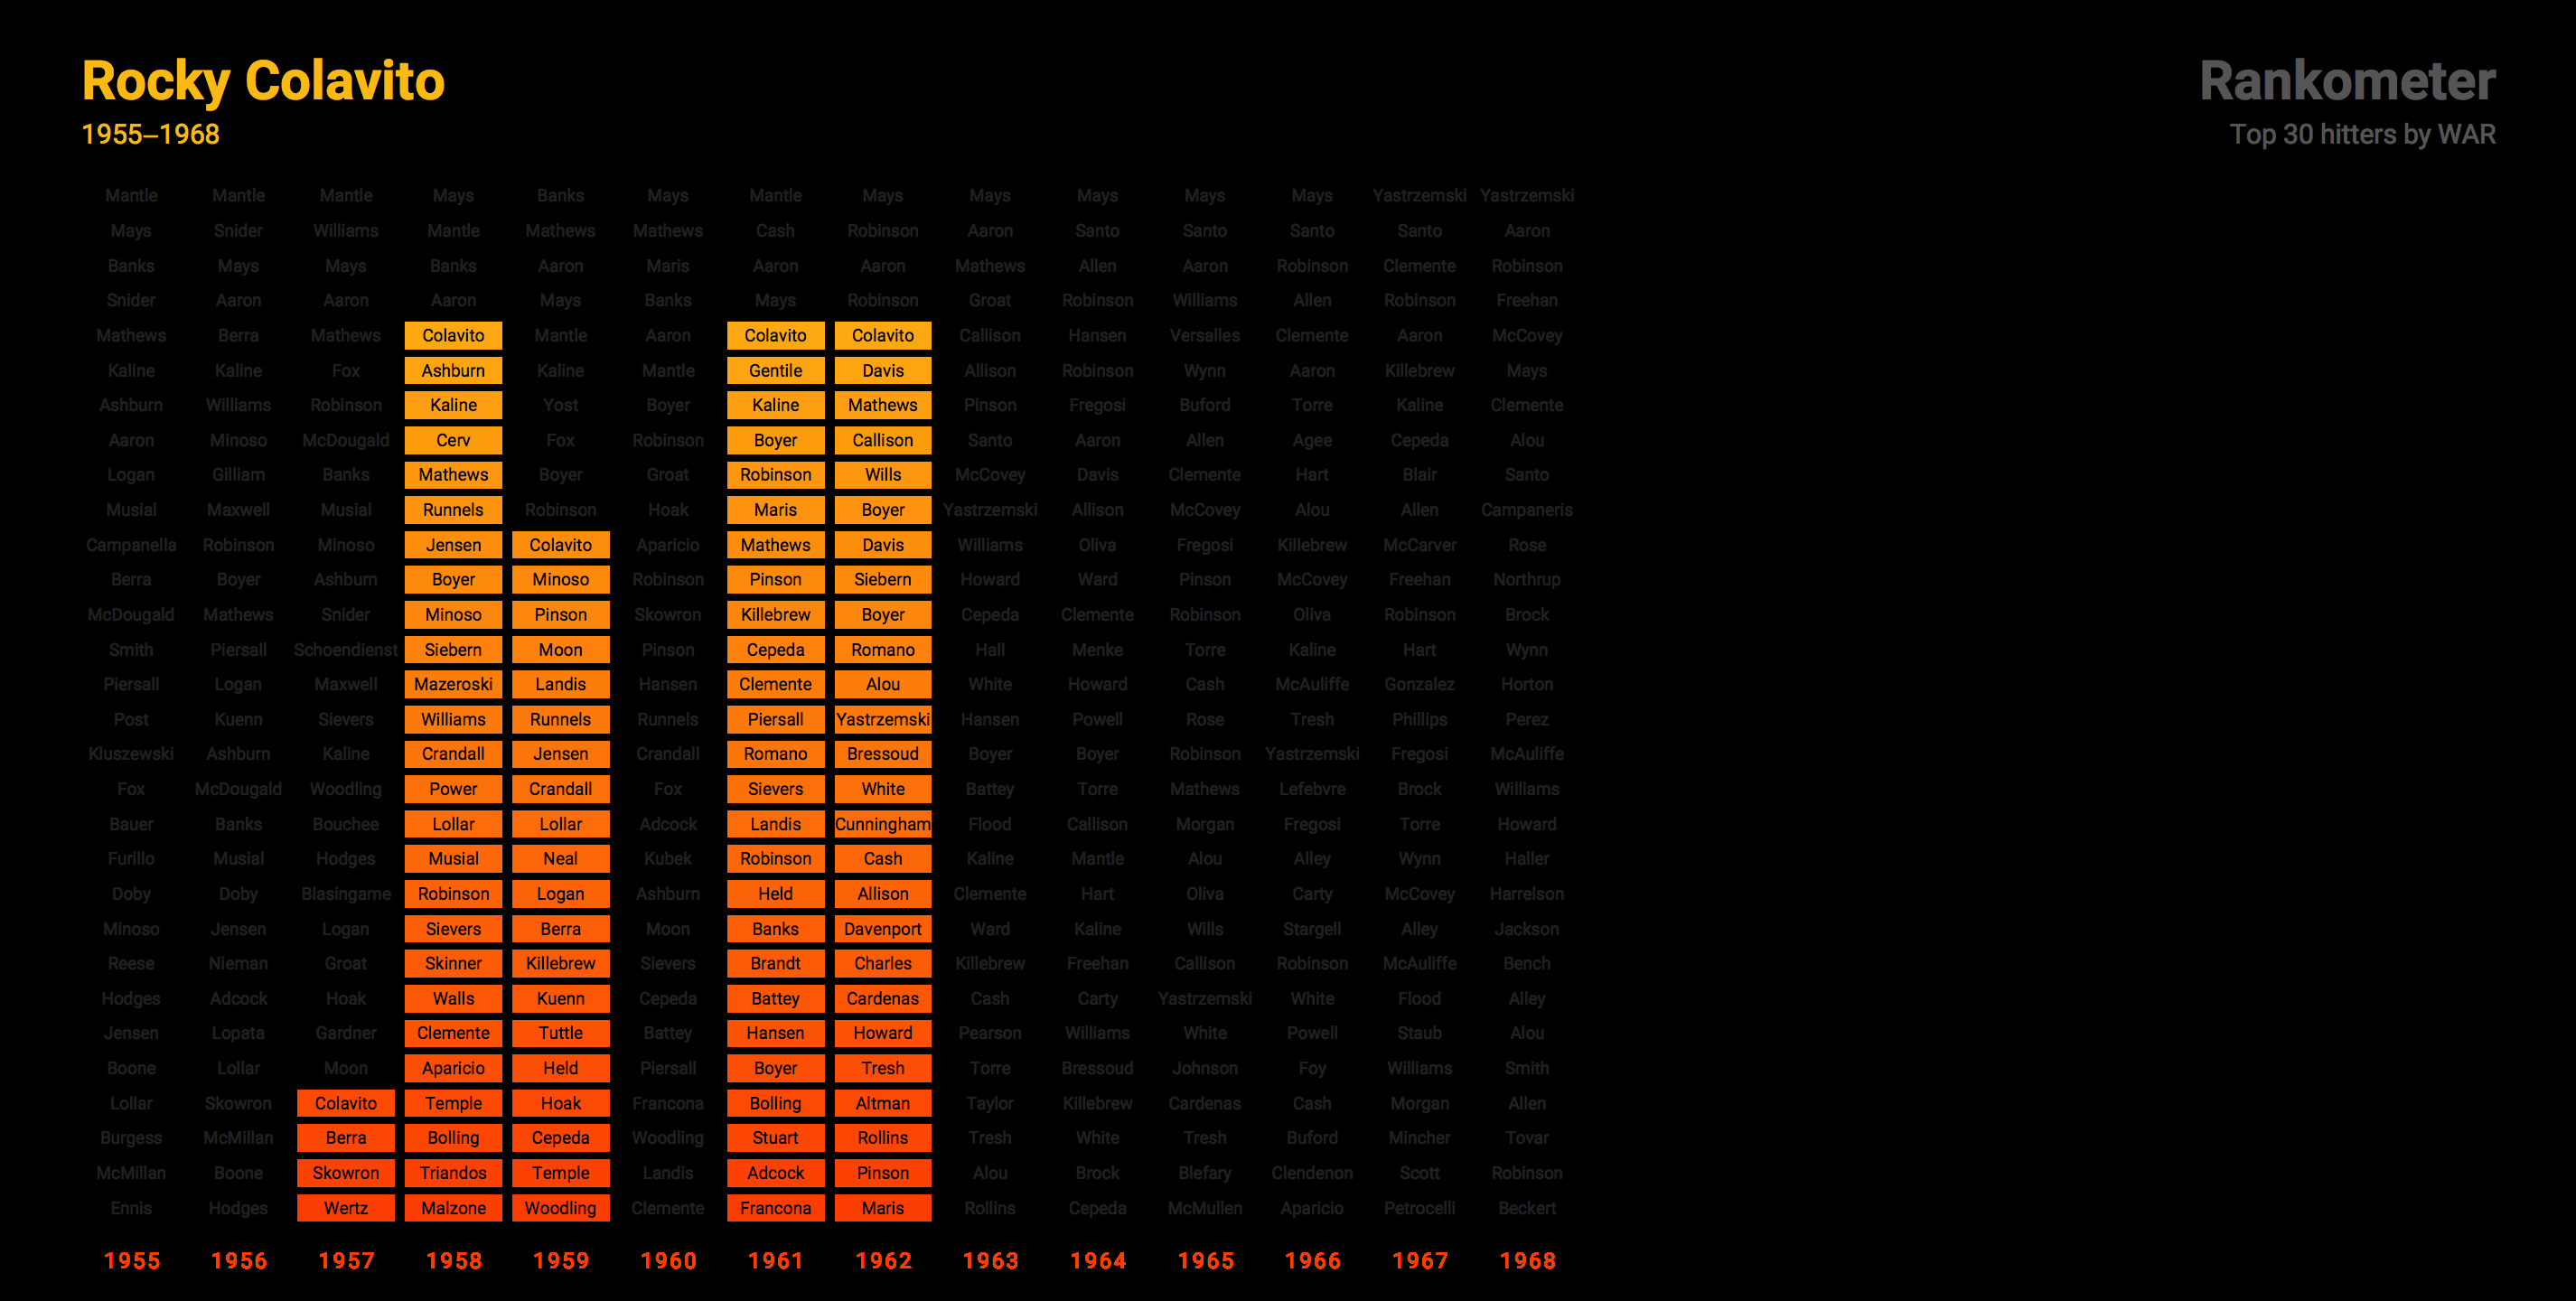 Rocky Colavito
1955–1968
Rankometer
Top 30 hitters by WAR
Mantle Mantle Mantle Mays Banks Mays Mantle Mays Mays Mays Mays Mays Yastrzemski Yastrzemski
Mays Snider Williams Mantle Mathews Mathews Cash Robinson Aaron Santo Santo Santo Santo Aaron
Banks Mays Mays Banks Aaron Maris Aaron Aaron Mathews Allen Aaron Robinson Clemente Robinson
Snider Aaron Aaron Aaron Mays Banks Mays Robinson Groat Robinson Williams Allen Robinson Freehan
Mathews Berra Mathews Colavito Mantle Aaron Colavito Colavito Callison Hansen Versalles Clemente Aaron McCovey
Kaline Kaline Fox Ashburn Kaline Mantle Gentile Davis Allison Robinson Wynn Aaron Killebrew Mays
Ashburn Williams Robinson Kaline Yost Boyer Kaline Mathews Pinson Fregosi Buford Torre Kaline Clemente
Aaron Minoso McDougald Cerv Fox Robinson Boyer Callison Santo Aaron Allen Agee Cepeda Alou
Logan Gilliam Banks Mathews Boyer Groat Robinson Wills McCovey Davis Clemente Hart Blair Santo
Musial Maxwell Musial Runnels Robinson Hoak Maris Boyer Yastrzemski Allison McCovey Alou Allen Campaneris
Campanella Robinson Minoso Jensen Colavito Aparicio Mathews Davis Williams Oliva Fregosi Killebrew McCarver Rose
Berra Boyer Ashburn Boyer Minoso Robinson Pinson Siebern Howard Ward Pinson McCovey Freehan Northrup
McDougald Mathews Snider Minoso Pinson Skowron Killebrew Boyer Cepeda Clemente Robinson Oliva Robinson Brock
Smith Piersall Schoendienst Siebern Moon Pinson Cepeda Romano Hall Menke Torre Kaline Hart Wynn
Piersall Logan Maxwell Mazeroski Landis Hansen Clemente Alou White Howard Cash McAuliffe Gonzalez Horton
Post Kuenn Sievers Williams Runnels Runnels Piersall Yastrzemski Hansen Powell Rose Tresh Phillips Perez
Kluszewski Ashburn Kaline Crandall Jensen Crandall Romano Bressoud Boyer Boyer Robinson Yastrzemski Fregosi McAuliffe
Fox McDougald Woodling Power Crandall Fox Sievers White Battey Torre Mathews Lefebvre Brock Williams
Bauer Banks Bouchee Lollar Lollar Adcock Landis Cunningham Flood Callison Morgan Fregosi Torre Howard
Furillo Musial Hodges Musial Neal Kubek Robinson Cash Kaline Mantle Alou Alley Wynn Haller
Doby Doby Blasingame Robinson Logan Ashburn Held Allison Clemente Hart Oliva Carty McCovey Harrelson
Minoso Jensen Logan Sievers Berra Moon Banks Davenport Ward Kaline Wills Stargell Alley Jackson
Reese Nieman Groat Skinner Killebrew Sievers Brandt Charles Killebrew Freehan Callison Robinson McAuliffe Bench
Hodges Adcock Hoak Walls Kuenn Cepeda Battey Cardenas Cash Carty Yastrzemski White Flood Alley
Jensen Lopata Gardner Clemente Tuttle Battey Hansen Howard Pearson Williams White Powell Staub Alou
Boone Lollar Moon Aparicio Held Piersall Boyer Tresh Torre Bressoud Johnson Foy Williams Smith
Lollar Skowron Colavito Temple Hoak Francona Bolling Altman Taylor Killebrew Cardenas Cash Morgan Allen
Burgess McMillan Berra Bolling Cepeda Woodling Stuart Rollins Tresh White Tresh Buford Mincher Tovar
McMillan Boone Skowron Triandos Temple Landis Adcock Pinson Alou Brock Blefary Clendenon Scott Robinson
Ennis Hodges Wertz Malzone Woodling Clemente Francona Maris Rollins Cepeda McMullen Aparicio Petrocelli Beckert
1955 1956 1957 1958 1959 1960 1961 1962 1963 1964 1965 1966 1967 1968